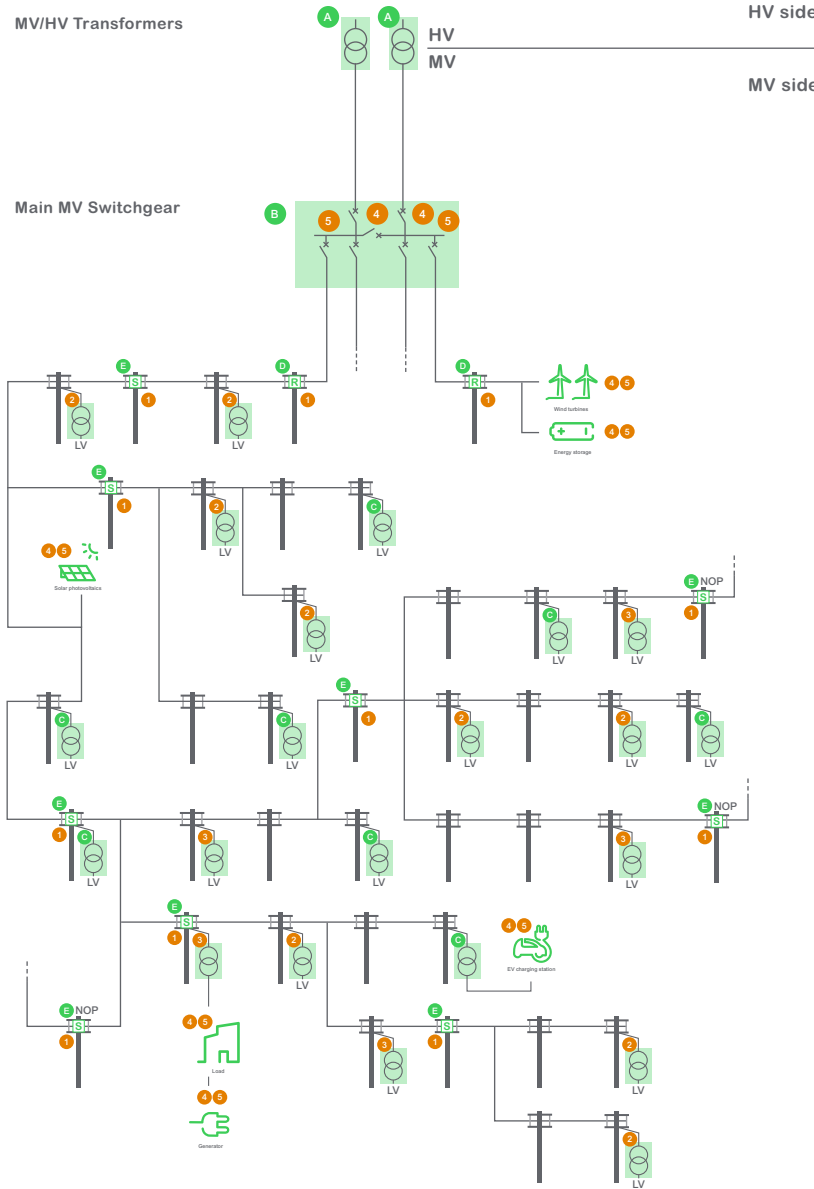 A A
MV/HV Transformers
HV side
HV
MV
MV side
Main MV Switchgear
B
5 4 4 5
E D D
S R R
1 1 1
2 2
LV LV
4 5
Wind turbines
4 5
Energy storage
E
S
1
2
C
LV LV
4 5
Solar photovoltaics
2
LV
E NOP
S
1
C 3
LV LV
E
S
1
C C
LV LV
2 2 C
LV LV LV
E
S
1
C
LV
3
LV
C
LV
E NOP
S
1
3
LV
E
S
1 3
2
LV
C
4 5
EV charging station
E NOP
S
1
4 5
Load
4 5
Generator
3
LV
E
S
1
2
LV
2
LV